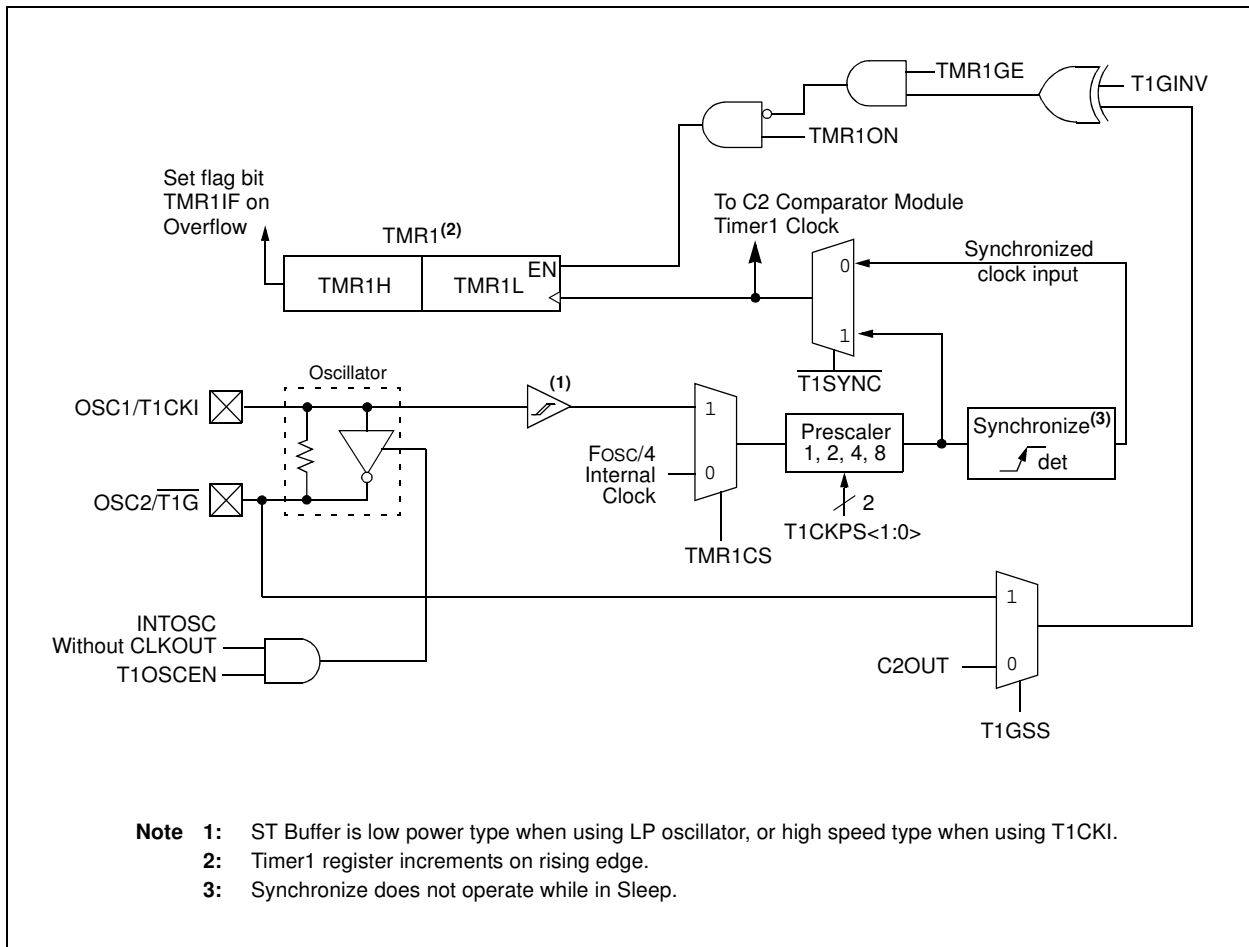 TMR1GE
T1GINV
TMR1ON
Set flag bit
TMR1IF on
Overflow
To C2 Comparator Module
Timer1 Clock
TMR1(2)
EN
TMR1H
TMR1L
0
Synchronized
clock input
1
T1SYNC
Oscillator
(1)
OSC1/T1CKI
1
FOSC/4
Internal
Clock
0
Prescaler
1, 2, 4, 8
Synchronize(3)
det
OSC2/T1G
2
T1CKPS<1:0>
TMR1CS
1
INTOSC
Without CLKOUT
T1OSCEN
C2OUT
0
T1GSS
Note 1: ST Buffer is low power type when using LP oscillator, or high speed type when using T1CKI.
2: Timer1 register increments on rising edge.
3: Synchronize does not operate while in Sleep.